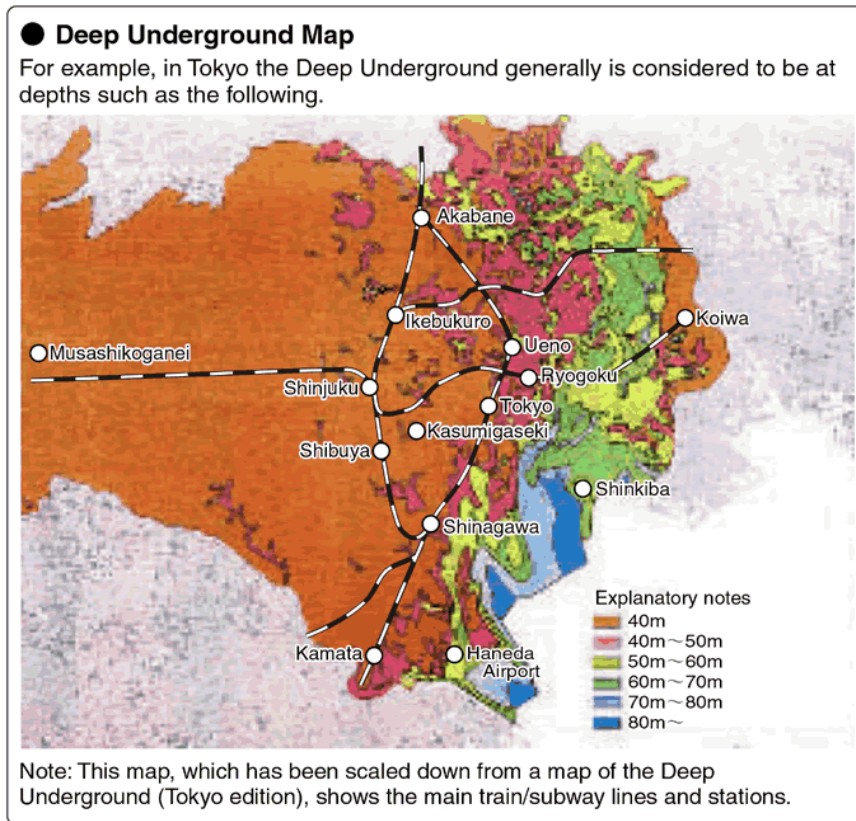 ● Deep Underground Map
For example, in Tokyo the Deep Underground generally is considered to be at
depths such as the following.
Akabane
Ikebukuro
Koiwa
Musashikoganei
Ueno
Ryogoku
Shinjuku
Tokyo
Kasumigaseki
Shibuya
Shinkiba
Shinagawa
Explanatory notes
40m
40m～50m
50m～60m
60m～70m
70m～80m
80m～
Kamata
Haneda
Airport
Note: This map, which has been scaled down from a map of the Deep
Underground (Tokyo edition), shows the main train/subway lines and stations.